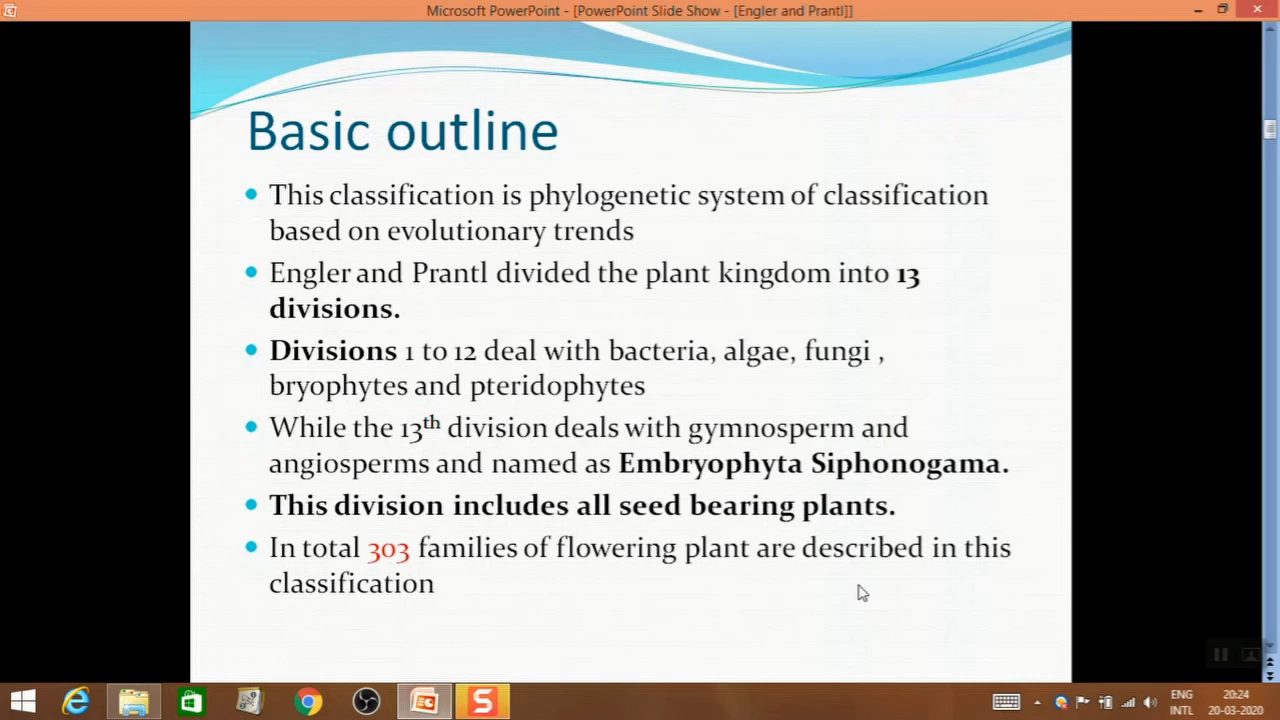 Microsoft PowerPoint - [PowerPoint Slide Show - [Engler and Prantl]]
Basic outline
• This classification is phylogenetic system of classification
based on evolutionary trends
• Engler and Prantl divided the plant kingdom into 13
divisions.
• Divisions 1 to 12 deal with bacteria, algae, fungi ,
bryophytes and pteridophytes
• While the 13th division deals with gymnosperm and
angiosperms and named as Embryophyta Siphonogama.
• This division includes all seed bearing plants.
• In total 303 families of flowering plant are described in this
classification
ENG 20:24
INTL 20-03-2020